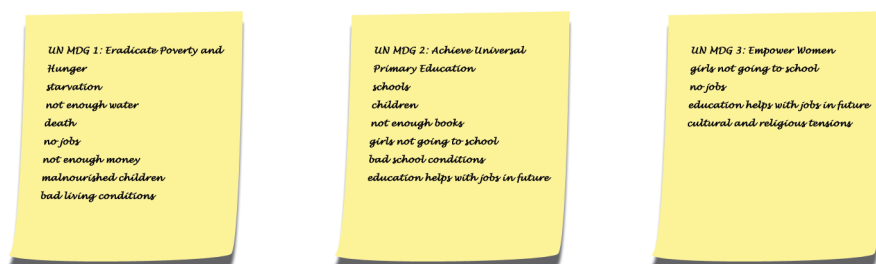 UN MDG 1: Eradicate Poverty and
Hunger
starvation
not enough water
death
no jobs
not enough money
malnourished children
bad living conditions
UN MDG 2: Achieve Universal
Primary Education
schools
children
not enough books
girls not going to school
bad school conditions
education helps with jobs in future
UN MDG 3: Empower Women
girls not going to school
no jobs
education helps with jobs in future
cultural and religious tensions